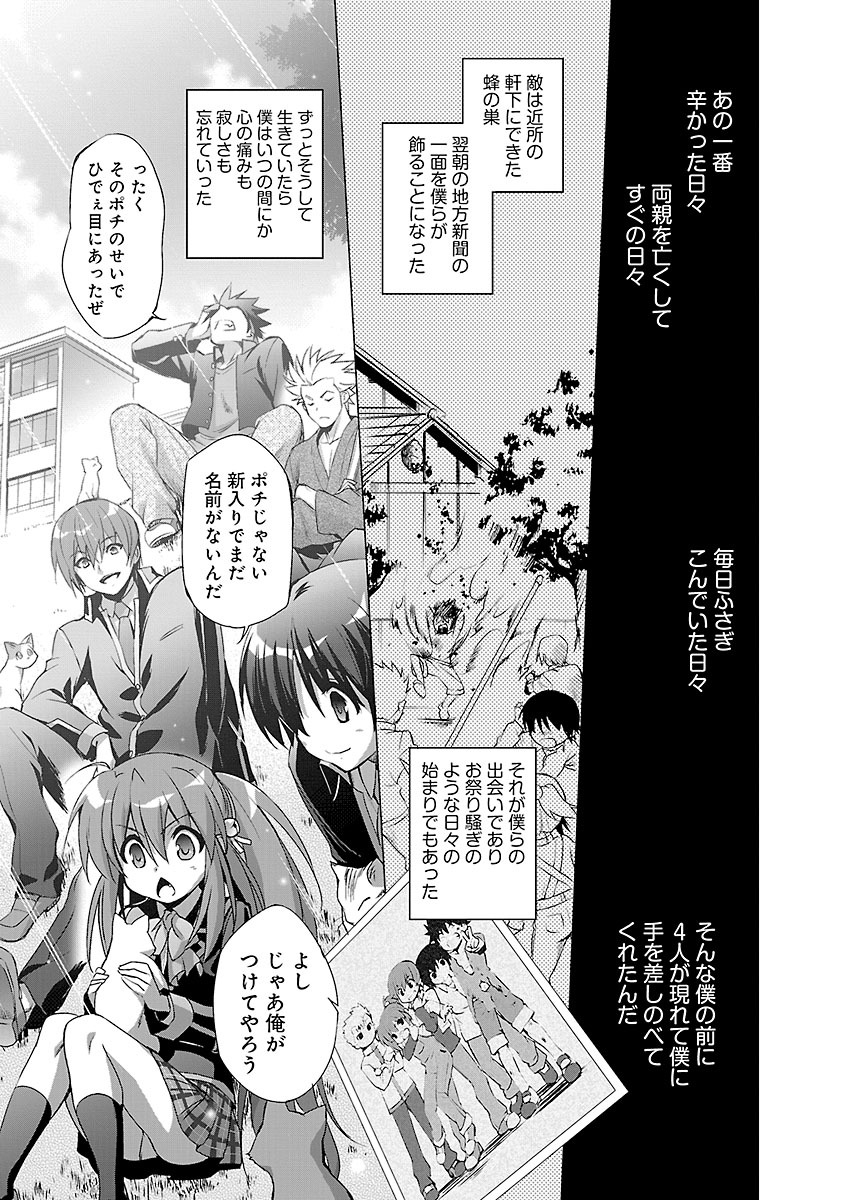 あの一番
辛かった日々
両親を亡くして
すぐの日々
毎日ふさぎ
こんでいた日々
そんな僕の前に
4人が現れて僕に
手を差しのべて
くれたんだ
敵は近所の
軒下にできた
蜂の巣
翌朝の地方新聞の
一面を僕らが
飾ることになった
それが僕らの
出会いであり
お祭り騒ぎの
ような日々の
始まりでもあった
ずっとそうして
生きていたら
僕はいつの間にか
心の痛みも
寂しさも
忘れていった
ったく
そのポチのせいで
ひでぇ目にあったぜ
ポチじゃない
新入りでまだ
名前がないんだ
よし
じゃあ俺が
つけてやろう